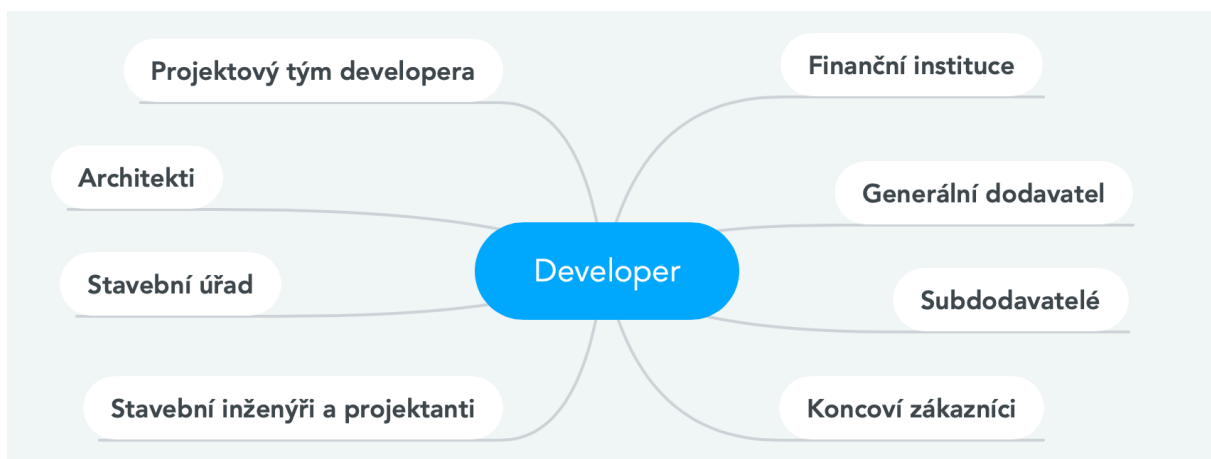 Projektový tým developera
Architekti
Stavební úřad
Stavební inženýři a projektanti
Developer
Finanční instituce
Generální dodavatel
Subdodavatelé
Koncoví zákazníci